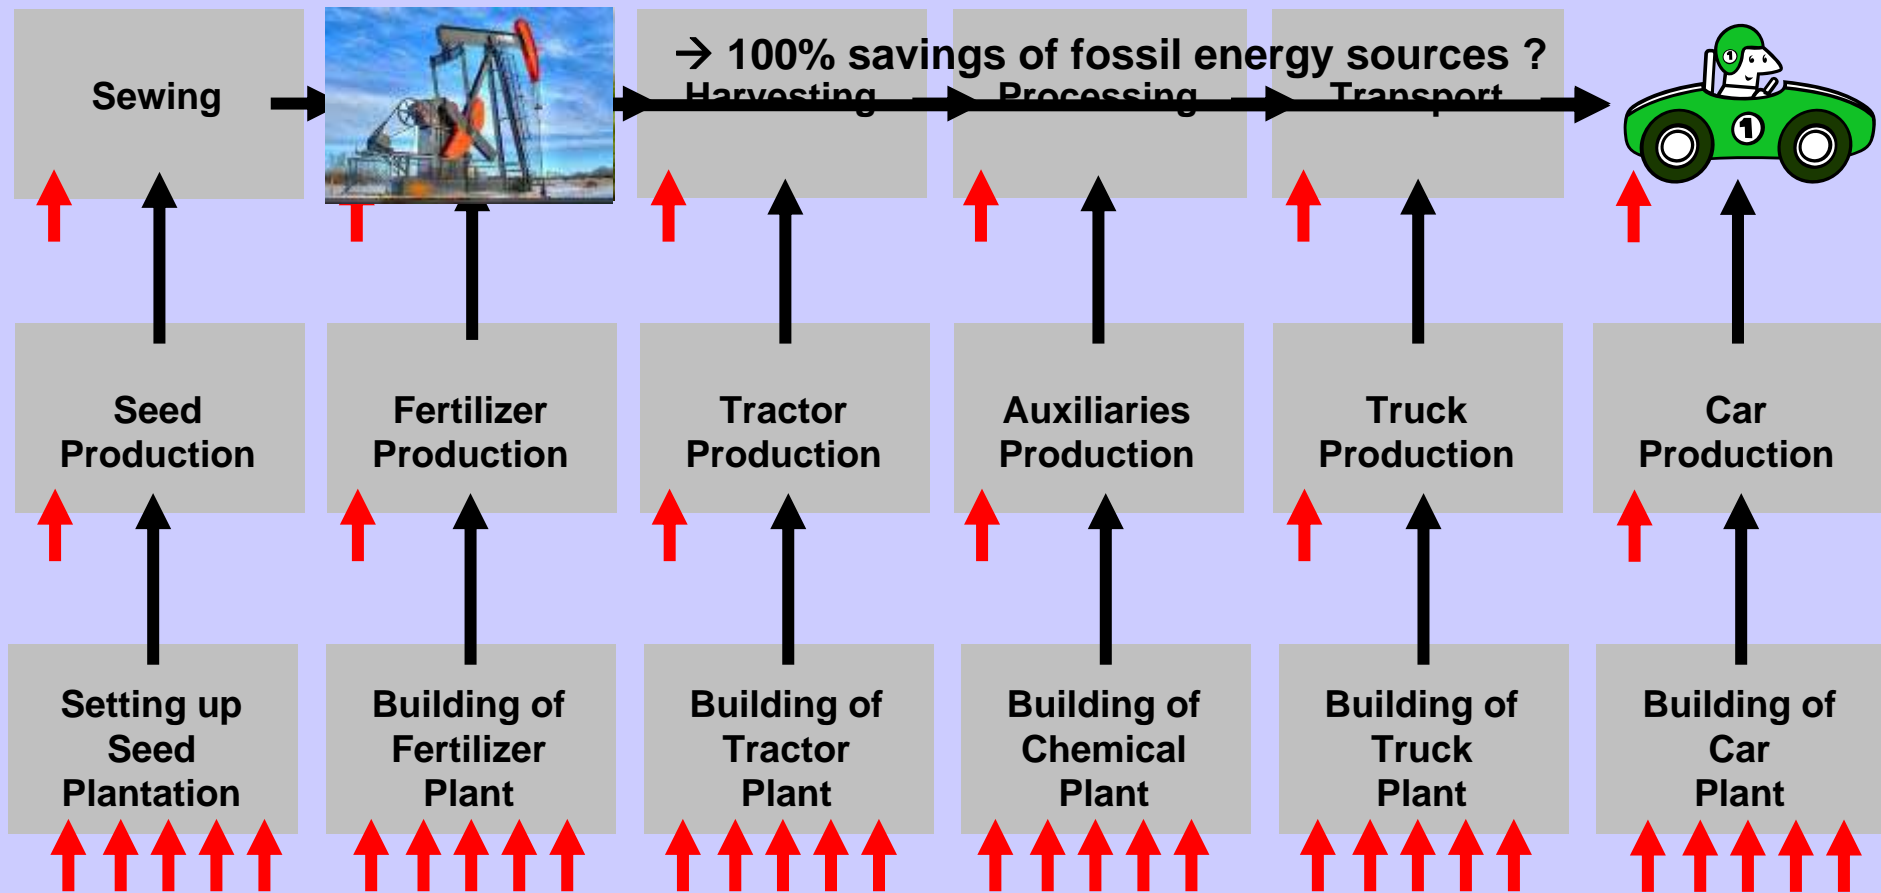 → 100% savings of fossil energy sources ?
Sewing
Harvesting
Processing
Transport
1
1
Seed
Production
Fertilizer
Production
Tractor
Production
Auxiliaries
Production
Truck
Production
Car
Production
Setting up
Seed
Plantation
Building of
Fertilizer
Plant
Building of
Tractor
Plant
Building of
Chemical
Plant
Building of
Truck
Plant
Building of
Car
Plant